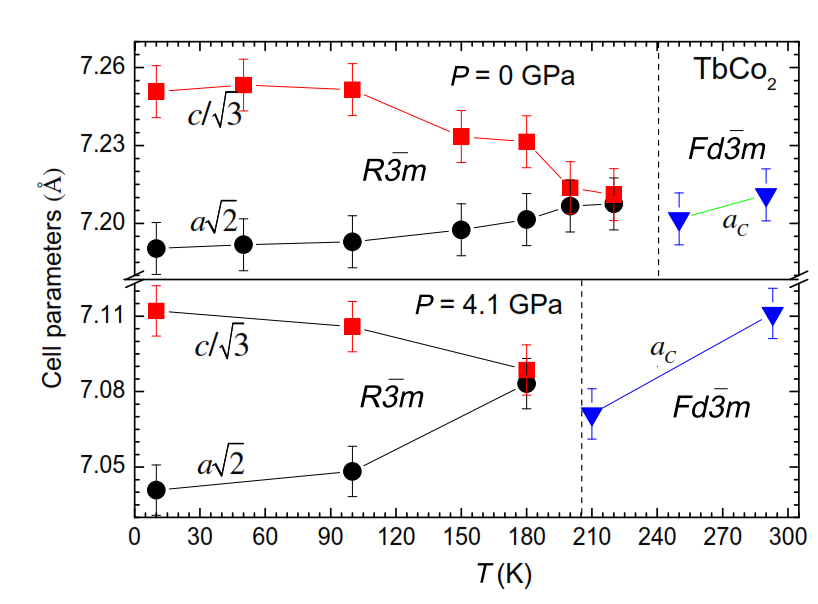 7.26
P = 0 GPa
TbCo₂
c/√3
7.23
R3̅m
Fd3̅m
a√2
7.20
a_C
Cell parameters (Å)
P = 4.1 GPa
7.11
c/√3
a_C
7.08
R3̅m
Fd3̅m
a√2
7.05
0 30 60 90 120 150 180 210 240 270 300
T (K)